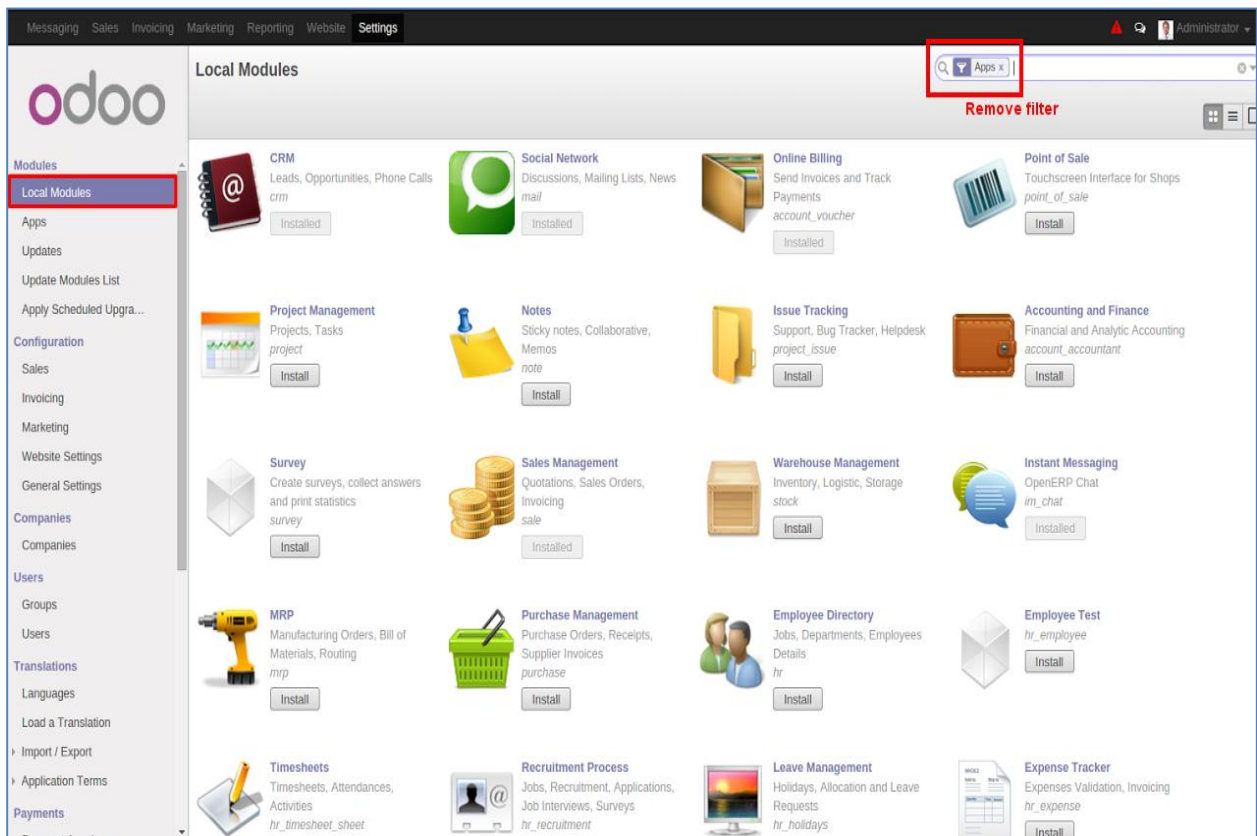 Messaging Sales Invoicing Marketing Reporting Website Settings
Administrator
odoo
Local Modules
Apps x
Remove filter
Modules
Local Modules
Apps
Updates
Update Modules List
Apply Scheduled Upgra...
Configuration
Sales
Invoicing
Marketing
Website Settings
General Settings
Companies
Companies
Users
Groups
Users
Translations
Languages
Load a Translation
Import / Export
Application Terms
Payments
CRM
Leads, Opportunities, Phone Calls
crm
Installed
Social Network
Discussions, Mailing Lists, News
mail
Installed
Online Billing
Send Invoices and Track
Payments
account_voucher
Installed
Point of Sale
Touchscreen Interface for Shops
point_of_sale
Install
Project Management
Projects, Tasks
project
Install
Notes
Sticky notes, Collaborative,
Memos
note
Install
Issue Tracking
Support, Bug Tracker, Helpdesk
project_issue
Install
Accounting and Finance
Financial and Analytic Accounting
account_accountant
Install
Survey
Create surveys, collect answers
and print statistics
survey
Install
Sales Management
Quotations, Sales Orders,
Invoicing
sale
Installed
Warehouse Management
Inventory, Logistic, Storage
stock
Install
Instant Messaging
OpenERP Chat
im_chat
Installed
MRP
Manufacturing Orders, Bill of
Materials, Routing
mrp
Install
Purchase Management
Purchase Orders, Receipts,
Supplier Invoices
purchase
Install
Employee Directory
Jobs, Departments, Employees
Details
hr
Install
Employee Test
hr_employee
Install
Timesheets
Timesheets, Attendances,
Activities
hr_timesheet_sheet
Recruitment Process
Jobs, Recruitment, Applications,
Job Interviews, Surveys
hr_recruitment
Leave Management
Holidays, Allocation and Leave
Requests
hr_holidays
Expense Tracker
Expenses Validation, Invoicing
hr_expense
Install